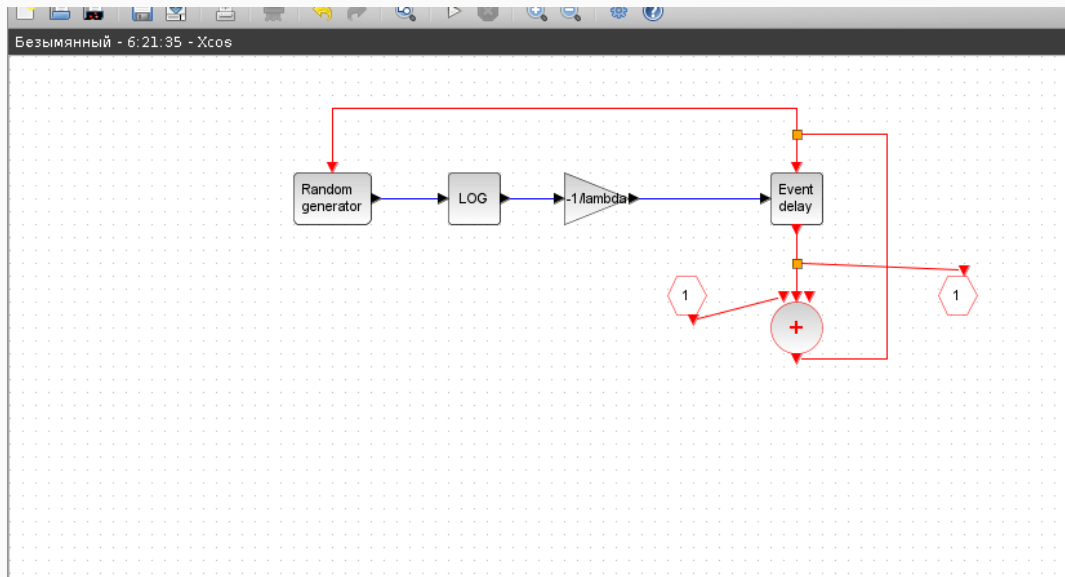 Безымянный - 6:21:35 - Xcos
Random
generator
LOG
-1/lambda
Event
delay
1
1
+